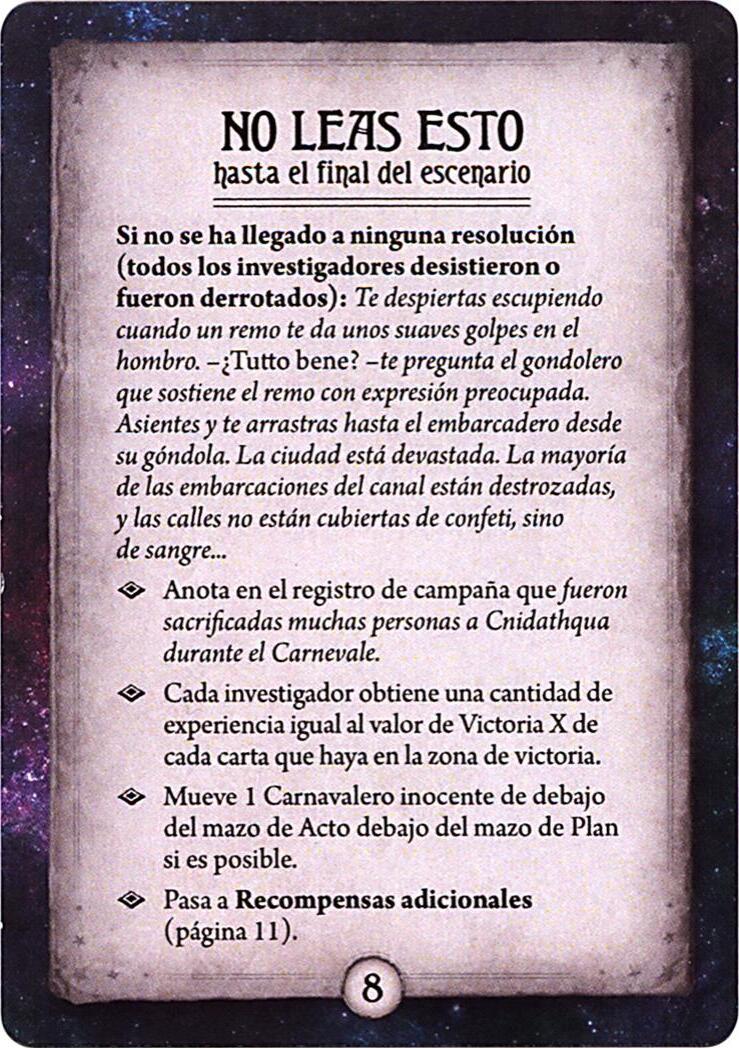 NO LEAS ESTO
hasta el final del escenario
Si no se ha llegado a ninguna resolución
(todos los investigadores desistieron o
fueron derrotados): Te despiertas escupiendo
cuando un remo te da unos suaves golpes en el
hombro. –¿Tutto bene? –te pregunta el gondolero
que sostiene el remo con expresión preocupada.
Asientes y te arrastras hasta el embarcadero desde
su góndola. La ciudad está devastada. La mayoría
de las embarcaciones del canal están destrozadas,
y las calles no están cubiertas de confeti, sino
de sangre...
Anota en el registro de campaña que fueron
sacrificadas muchas personas a Cnidathqua
durante el Carnevale.
Cada investigador obtiene una cantidad de
experiencia igual al valor de Victoria X de
cada carta que haya en la zona de victoria.
Mueve 1 Carnavalero inocente de debajo
del mazo de Acto debajo del mazo de Plan
si es posible.
Pasa a Recompensas adicionales
(página 11).
8